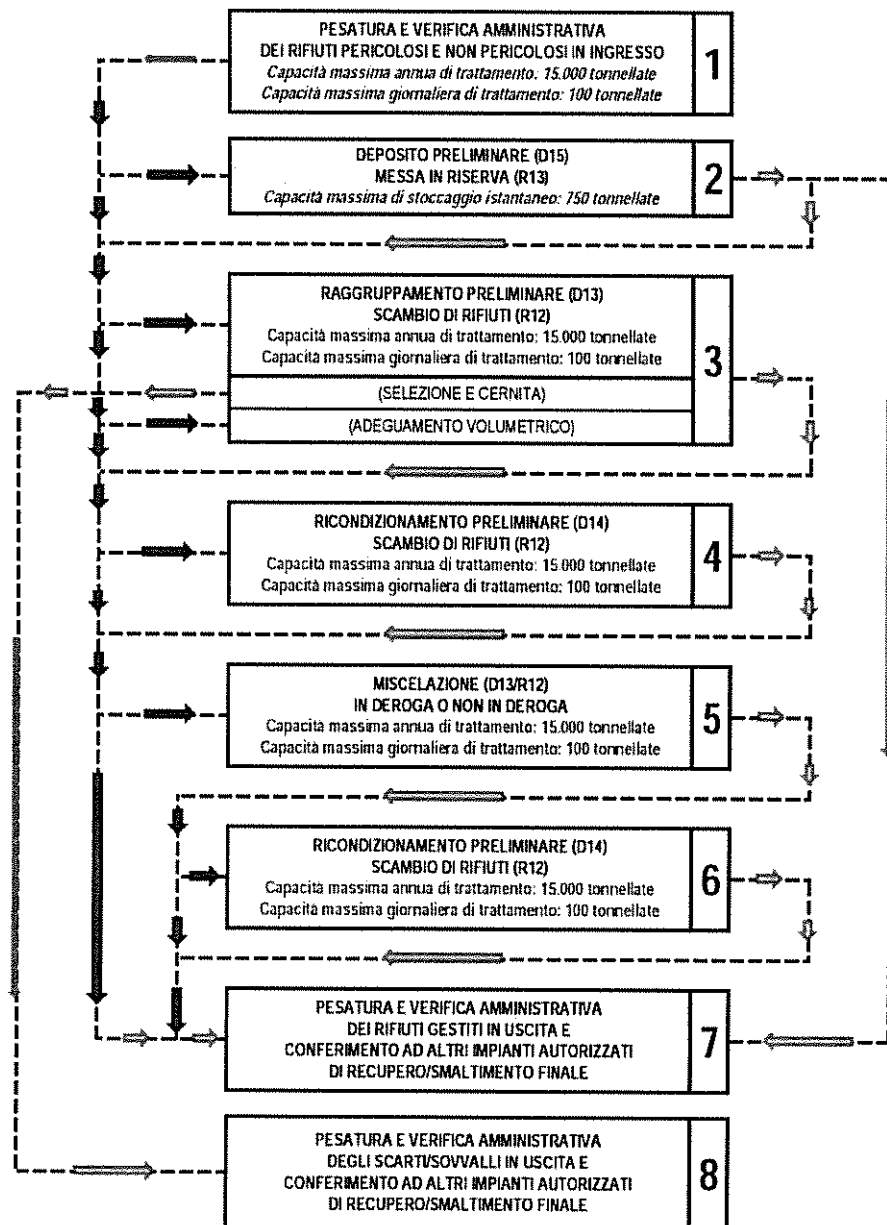 PESATURA E VERIFICA AMMINISTRATIVA
DEI RIFIUTI PERICOLOSI E NON PERICOLOSI IN INGRESSO
Capacità massima annua di trattamento: 15.000 tonnellate
Capacità massima giornaliera di trattamento: 100 tonnellate
1
DEPOSITO PRELIMINARE (D15)
MESSA IN RISERVA (R13)
Capacità massima di stoccaggio istantaneo: 750 tonnellate
2
RAGGRUPPAMENTO PRELIMINARE (D13)
SCAMBIO DI RIFIUTI (R12)
Capacità massima annua di trattamento: 15.000 tonnellate
Capacità massima giornaliera di trattamento: 100 tonnellate
(SELEZIONE E CERNITA)
(ADEGUAMENTO VOLUMETRICO)
3
RICONDIZIONAMENTO PRELIMINARE (D14)
SCAMBIO DI RIFIUTI (R12)
Capacità massima annua di trattamento: 15.000 tonnellate
Capacità massima giornaliera di trattamento: 100 tonnellate
4
MISCELAZIONE (D13/R12)
IN DEROGA O NON IN DEROGA
Capacità massima annua di trattamento: 15.000 tonnellate
Capacità massima giornaliera di trattamento: 100 tonnellate
5
RICONDIZIONAMENTO PRELIMINARE (D14)
SCAMBIO DI RIFIUTI (R12)
Capacità massima annua di trattamento: 15.000 tonnellate
Capacità massima giornaliera di trattamento: 100 tonnellate
6
PESATURA E VERIFICA AMMINISTRATIVA
DEI RIFIUTI GESTITI IN USCITA E
CONFERIMENTO AD ALTRI IMPIANTI AUTORIZZATI
DI RECUPERO/SMALTIMENTO FINALE
7
PESATURA E VERIFICA AMMINISTRATIVA
DEGLI SCARTI/SOVVALLI IN USCITA E
CONFERIMENTO AD ALTRI IMPIANTI AUTORIZZATI
DI RECUPERO/SMALTIMENTO FINALE
8